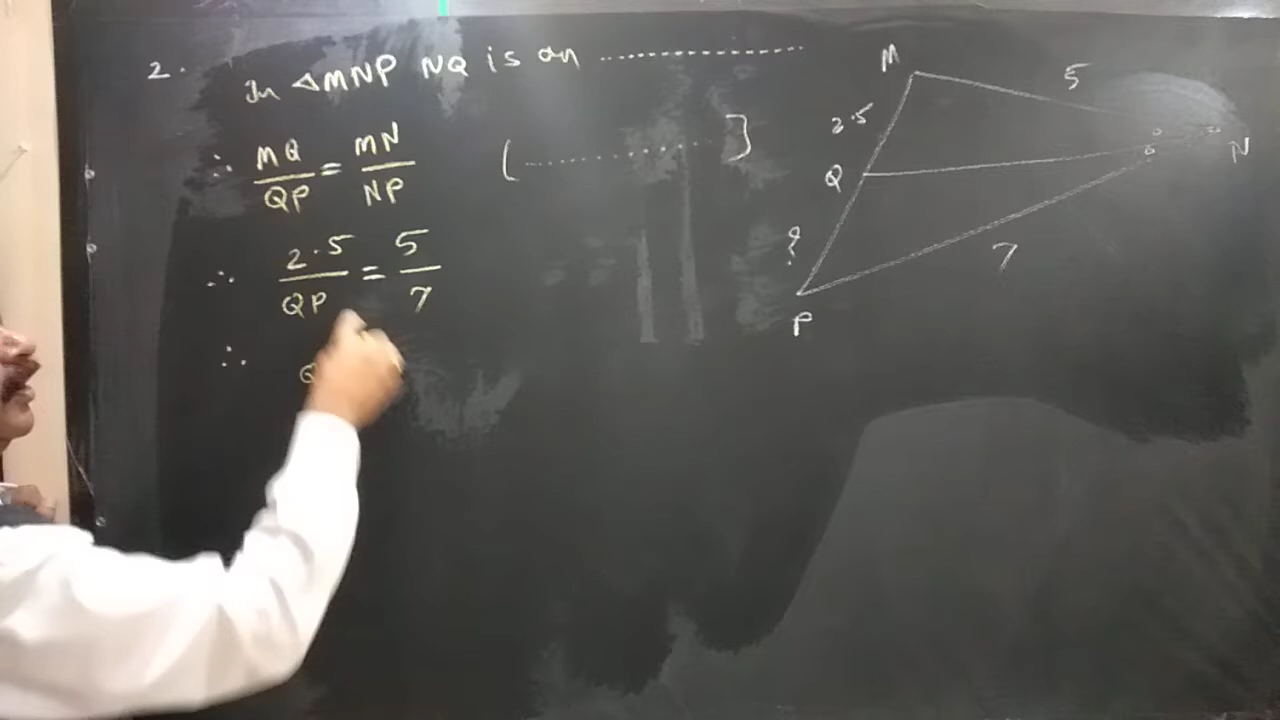 2.
In △MNP NQ is an ..................
∴ MQ/QP = MN/NP [..............]
∴ 2.5/QP = 5/7
∴ Q
M
5
2.5
Q
N
?
7
P